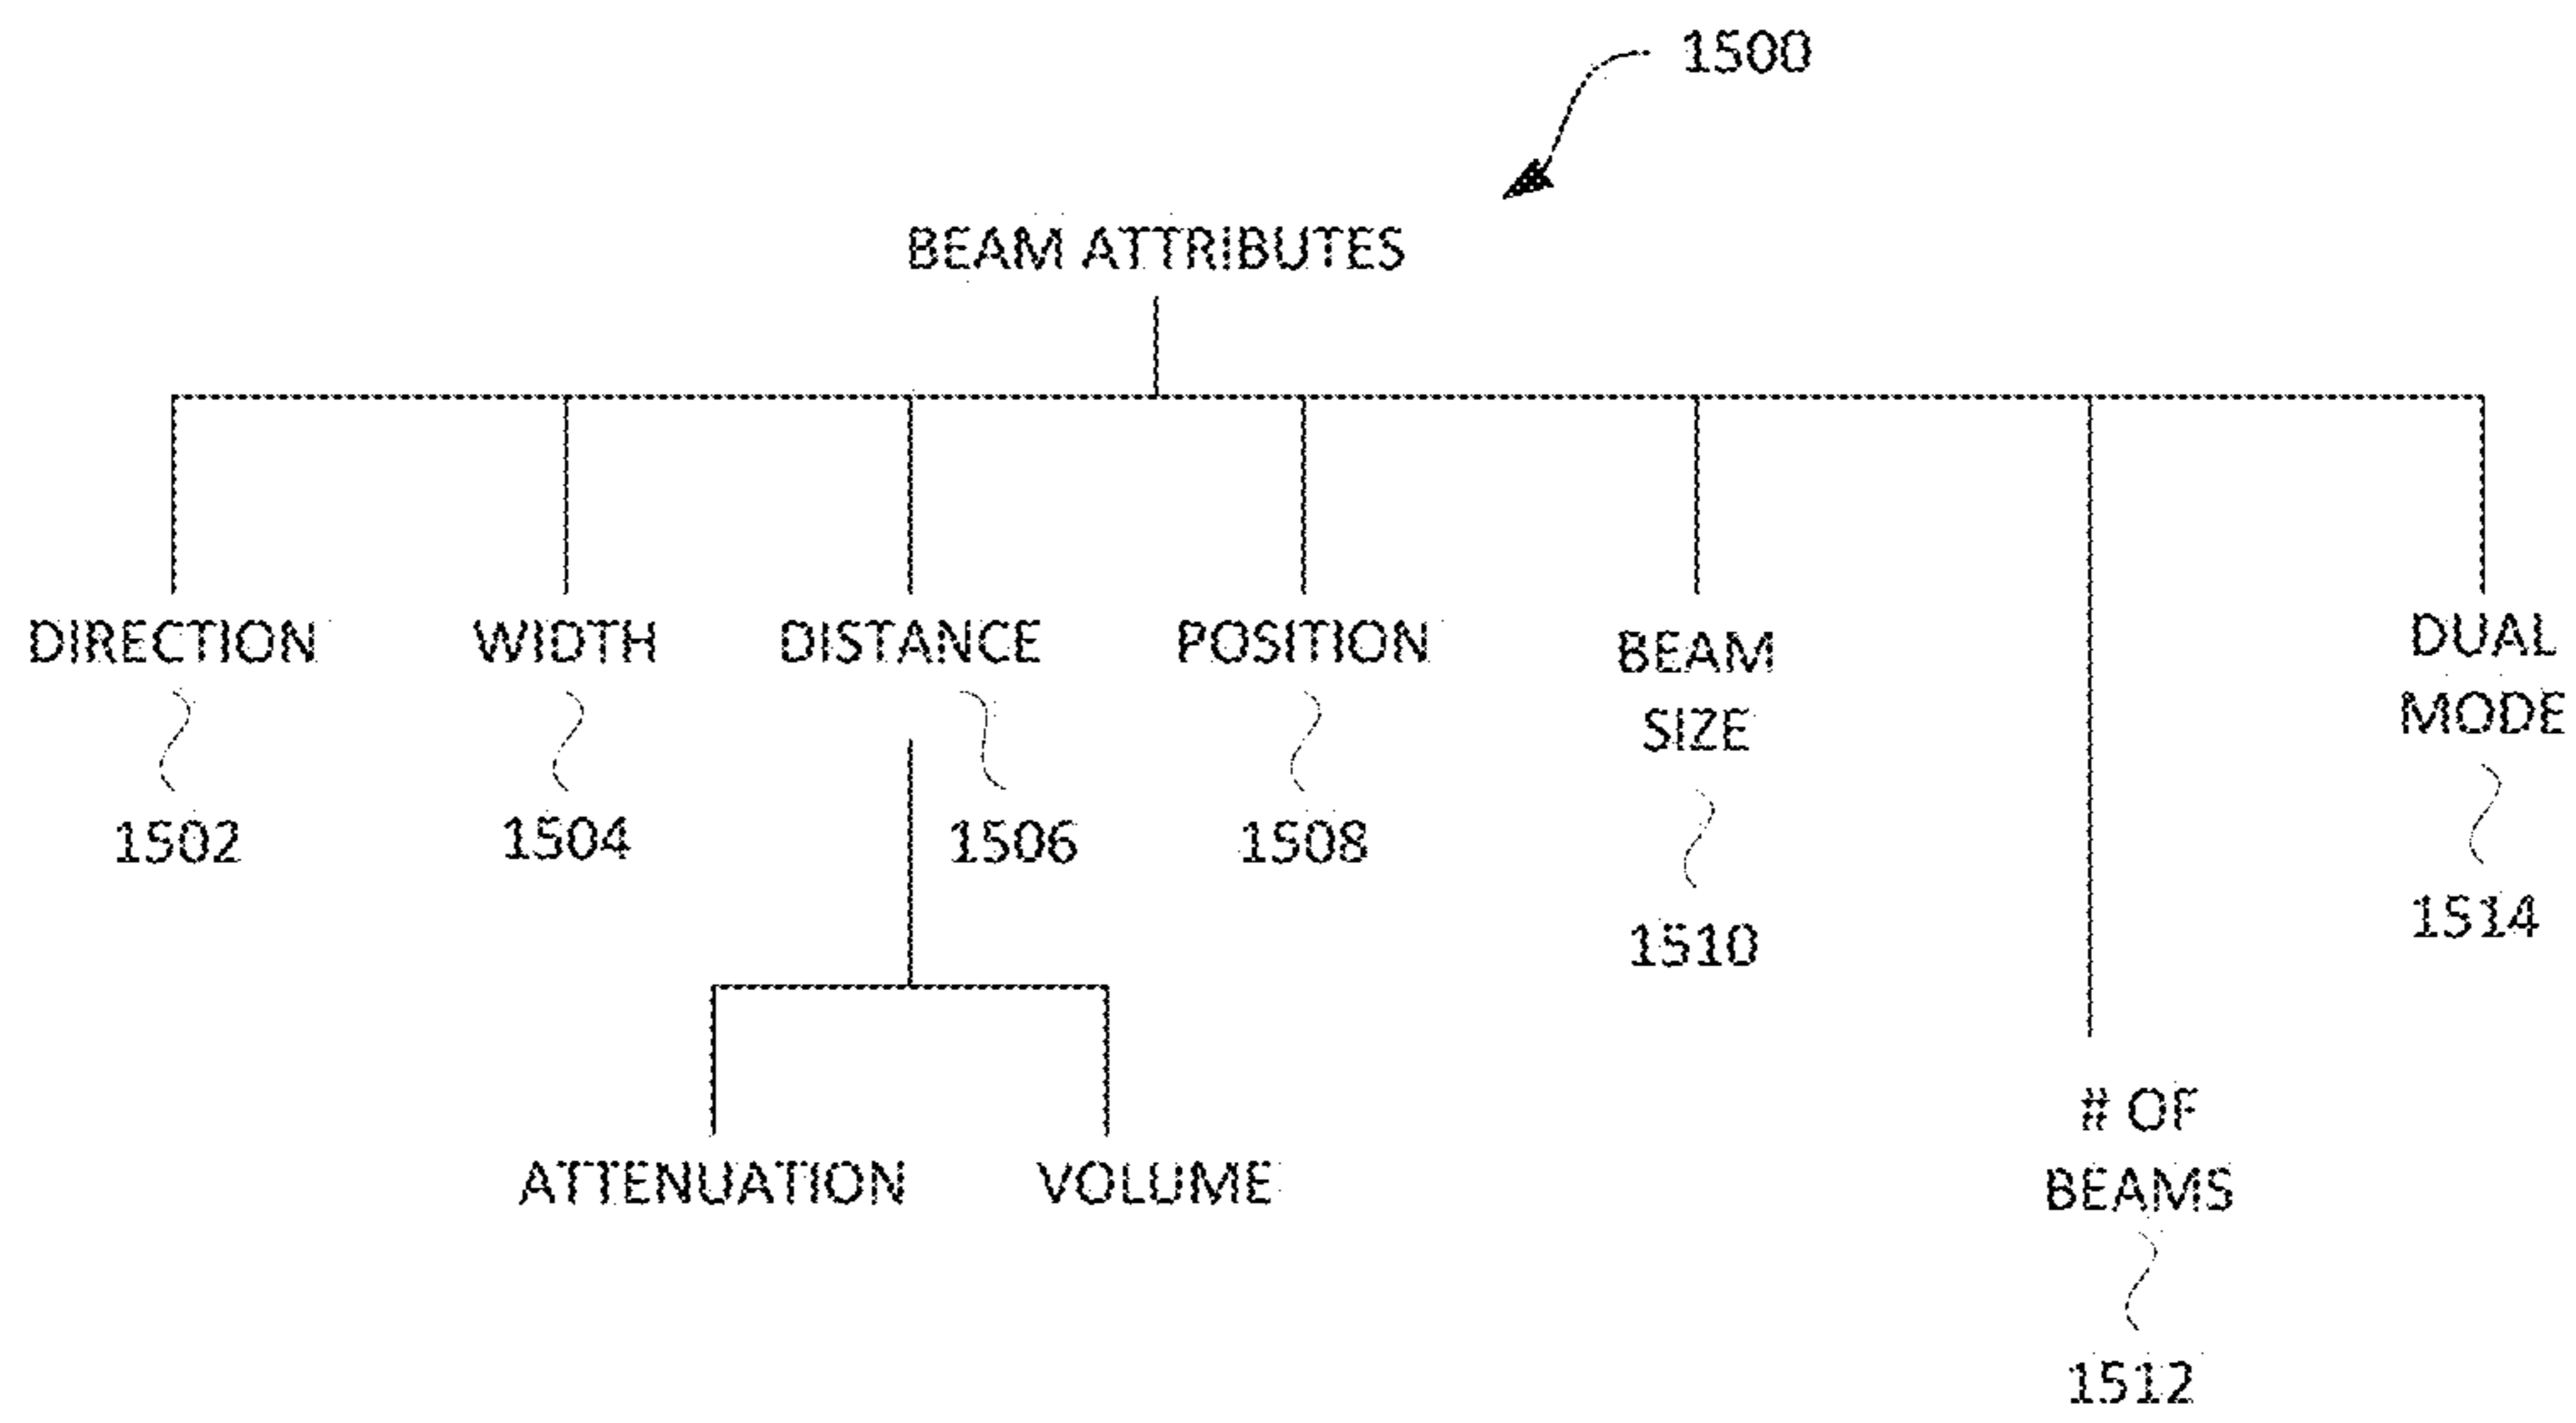 1500
BEAM ATTRIBUTES
DIRECTION
1502
WIDTH
1504
DISTANCE
1506
POSITION
1508
BEAM
SIZE
1510
DUAL
MODE
1514
ATTENUATION
VOLUME
# OF
BEAMS
1512